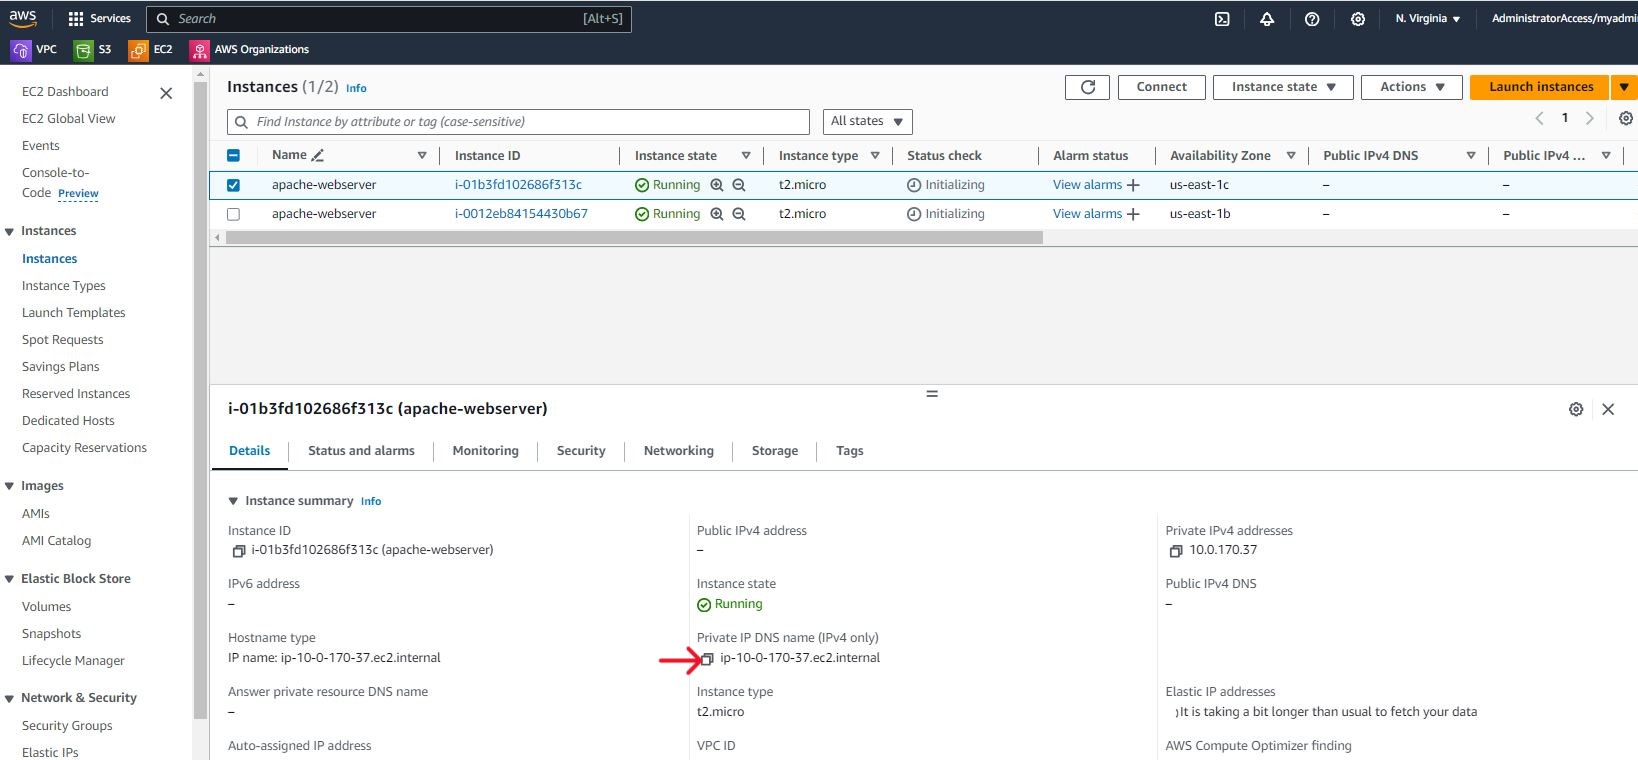 aws Services Search [Alt+S] N. Virginia AdministratorAccess/myadmi
VPC S3 EC2 AWS Organizations
EC2 Dashboard
EC2 Global View
Events
Console-to-
Code Preview
Instances
Instances
Instance Types
Launch Templates
Spot Requests
Savings Plans
Reserved Instances
Dedicated Hosts
Capacity Reservations
Images
AMIs
AMI Catalog
Elastic Block Store
Volumes
Snapshots
Lifecycle Manager
Network & Security
Security Groups
Elastic IPs
Instances (1/2) Info Connect Instance state Actions Launch instances
Find Instance by attribute or tag (case-sensitive) All states 1
Name Instance ID Instance state Instance type Status check Alarm status Availability Zone Public IPv4 DNS Public IPv4 ...
apache-webserver i-01b3fd102686f313c Running t2.micro Initializing View alarms + us-east-1c – –
apache-webserver i-0012eb84154430b67 Running t2.micro Initializing View alarms + us-east-1b – –
i-01b3fd102686f313c (apache-webserver)
Details Status and alarms Monitoring Security Networking Storage Tags
Instance summary Info
Instance ID Public IPv4 address Private IPv4 addresses
i-01b3fd102686f313c (apache-webserver) – 10.0.170.37
IPv6 address Instance state Public IPv4 DNS
– Running –
Hostname type Private IP DNS name (IPv4 only)
IP name: ip-10-0-170-37.ec2.internal ip-10-0-170-37.ec2.internal
Answer private resource DNS name Instance type Elastic IP addresses
– t2.micro It is taking a bit longer than usual to fetch your data
Auto-assigned IP address VPC ID AWS Compute Optimizer finding